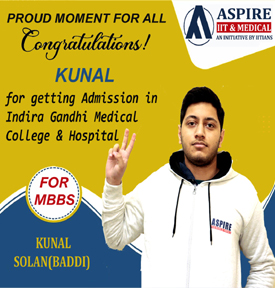 PROUD MOMENT FOR ALL
Congratulations!
ASPIRE
IIT & MEDICAL
AN INITIATIVE BY IITIANS
KUNAL
for getting Admission in
Indira Gandhi Medical
College & Hospital
FOR
MBBS
ASPIRE
KUNAL
SOLAN(BADDI)